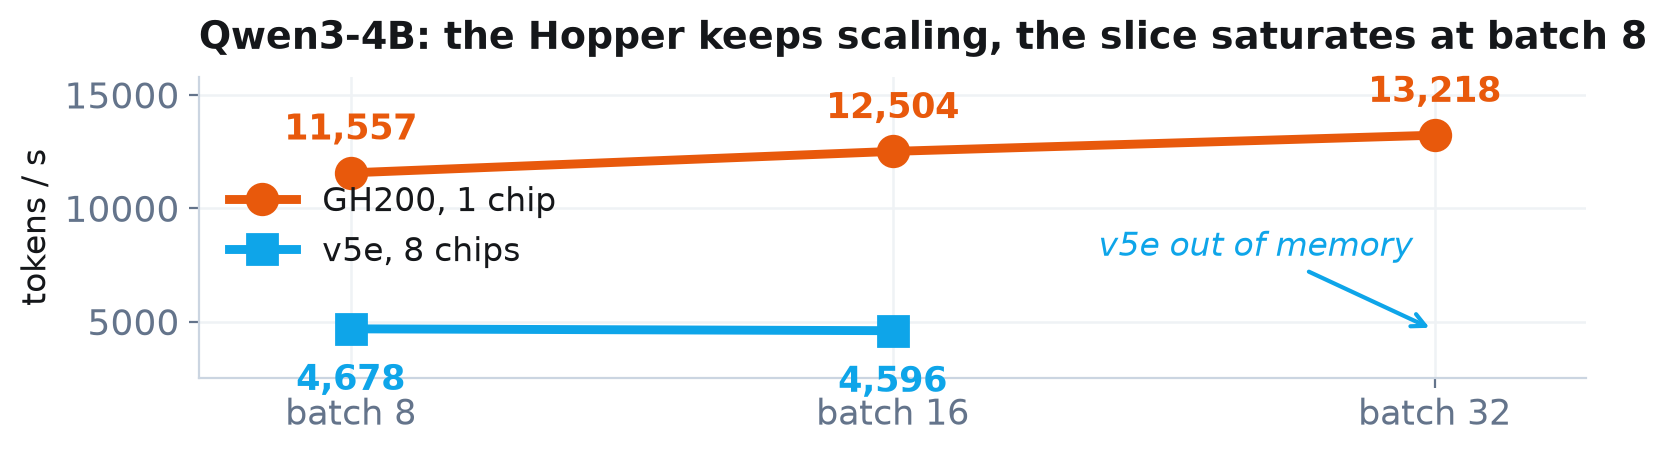 Qwen3-4B: the Hopper keeps scaling, the slice saturates at batch 8
tokens / s
15000
10000
5000
11,557
12,504
13,218
GH200, 1 chip
v5e, 8 chips
v5e out of memory
4,678
4,596
batch 8
batch 16
batch 32